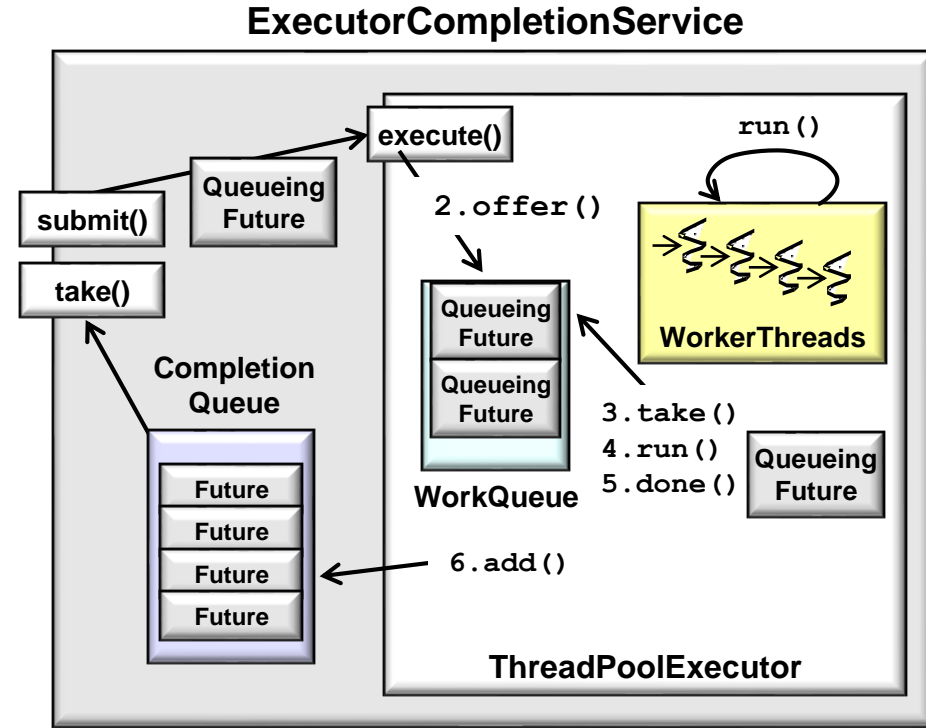 ExecutorCompletionService
execute()
run()
Queueing
Future
submit()
2.offer()
take()
Queueing
Future
Queueing
Future
WorkerThreads
Completion
Queue
3.take()
4.run()
5.done()
Queueing
Future
WorkQueue
Future
Future
Future
Future
6.add()
ThreadPoolExecutor